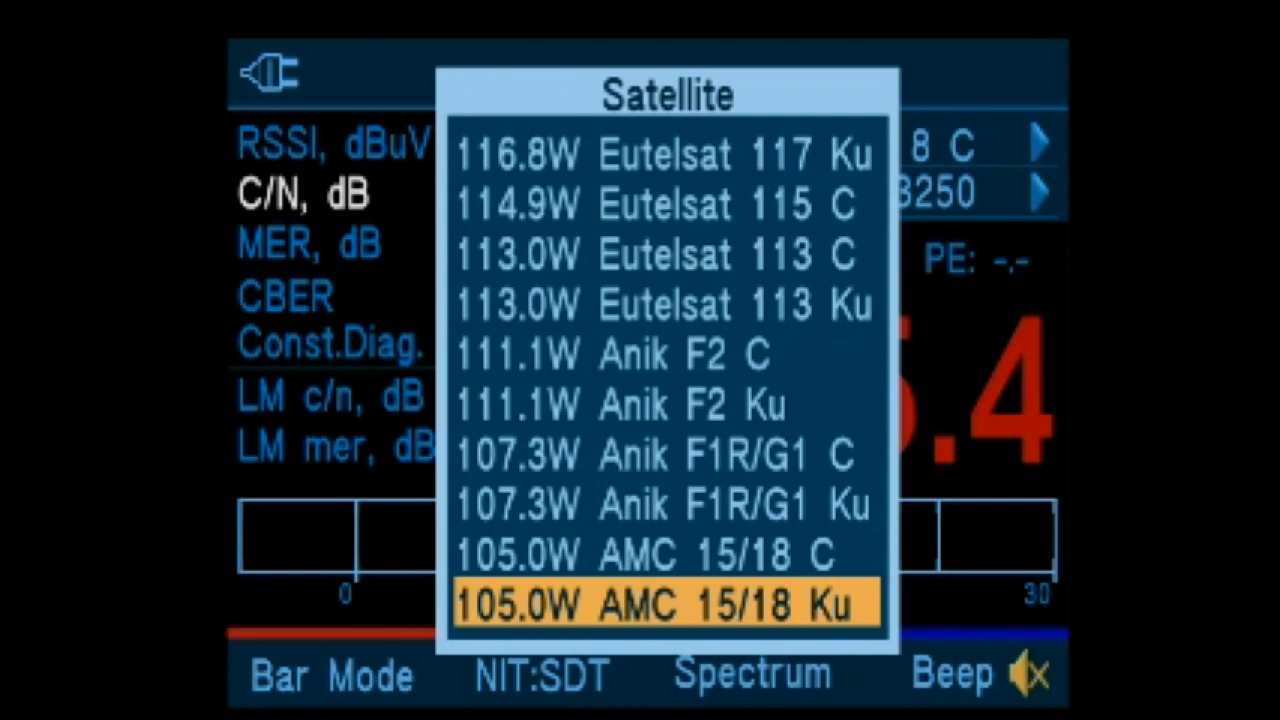 Satellite
116.8W Eutelsat 117 Ku
114.9W Eutelsat 115 C
113.0W Eutelsat 113 C
113.0W Eutelsat 113 Ku
111.1W Anik F2 C
111.1W Anik F2 Ku
107.3W Anik F1R/G1 C
107.3W Anik F1R/G1 Ku
105.0W AMC 15/18 C
105.0W AMC 15/18 Ku
RSSI, dBuV
C/N, dB
MER, dB
CBER
Const.Diag.
LM c/n, dB
LM mer, dB
8 C
3250
PE: -.-
.4
0
30
Bar Mode
NIT:SDT
Spectrum
Beep